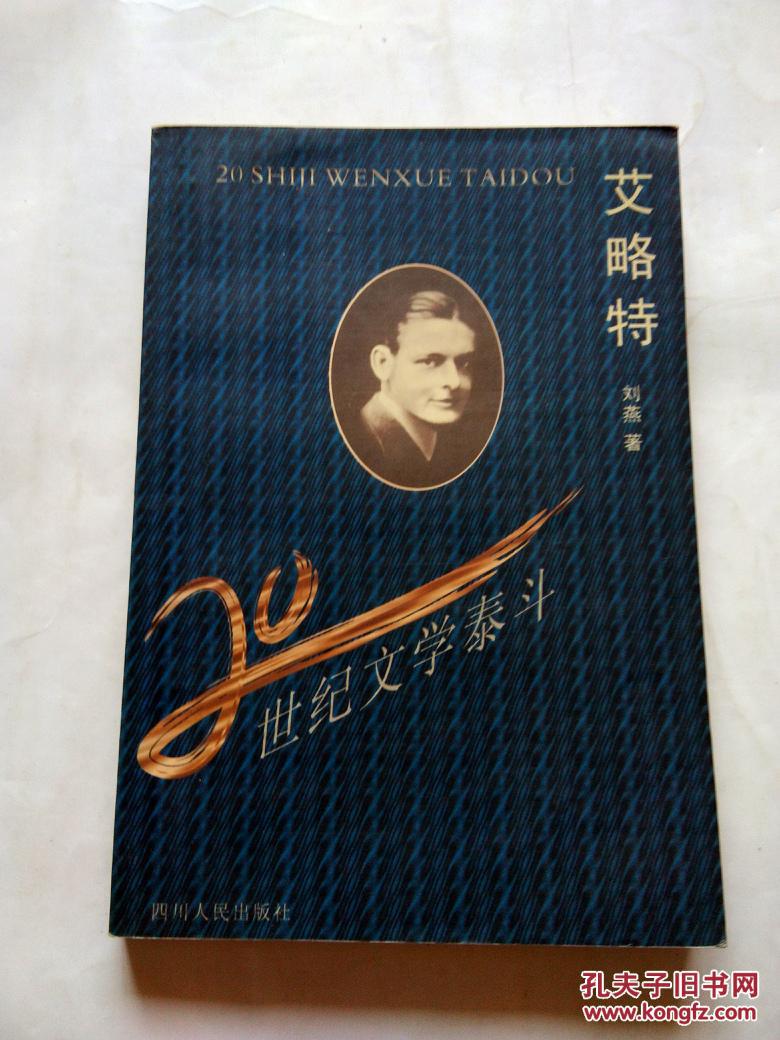 20 SHIJI WENXUE TAIDOU
艾略特
刘燕 著
20
世纪文学泰斗
四川人民出版社
孔夫子旧书网
www.kongfz.com